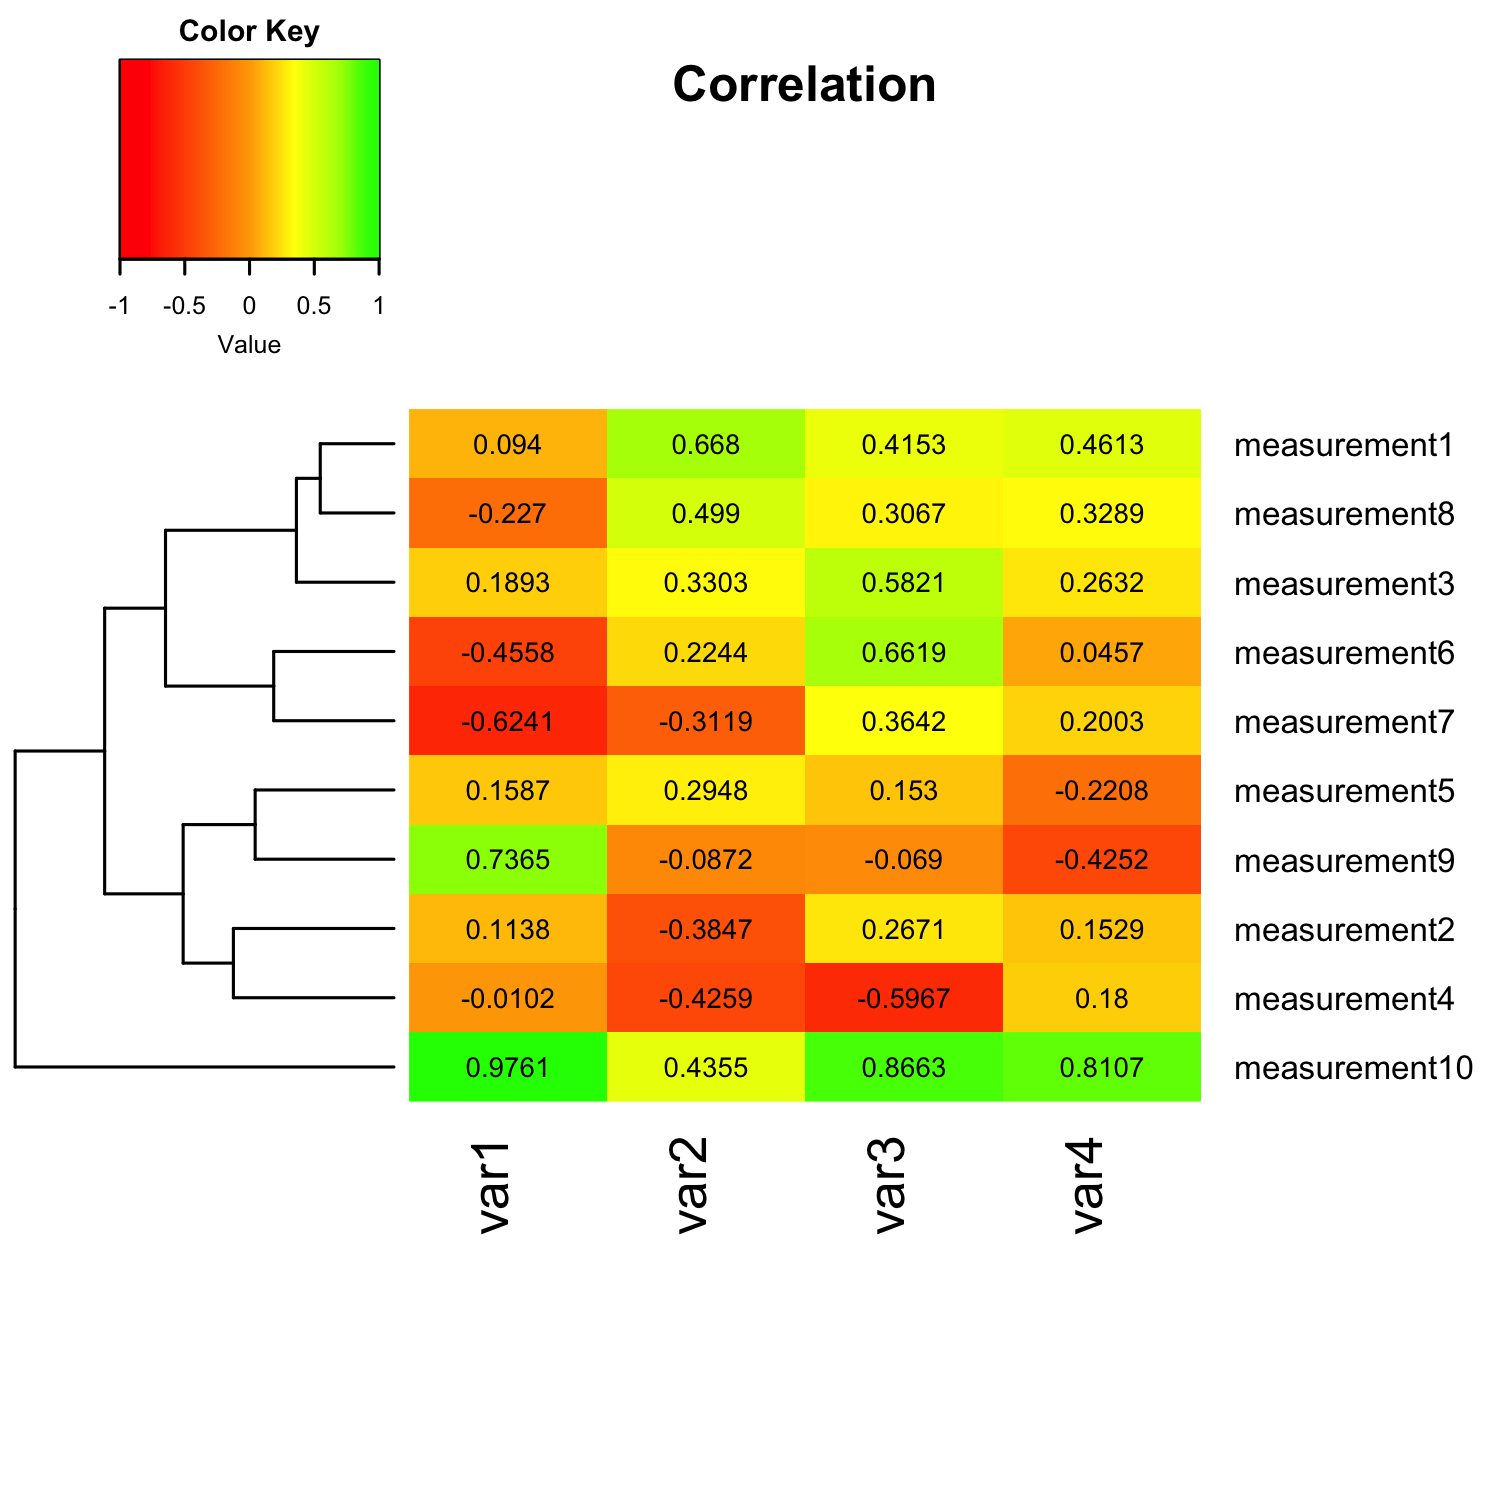 Color Key
Correlation
-1 -0.5 0 0.5 1
Value
0.094 0.668 0.4153 0.4613 measurement1
-0.227 0.499 0.3067 0.3289 measurement8
0.1893 0.3303 0.5821 0.2632 measurement3
-0.4558 0.2244 0.6619 0.0457 measurement6
-0.6241 -0.3119 0.3642 0.2003 measurement7
0.1587 0.2948 0.153 -0.2208 measurement5
0.7365 -0.0872 -0.069 -0.4252 measurement9
0.1138 -0.3847 0.2671 0.1529 measurement2
-0.0102 -0.4259 -0.5967 0.18 measurement4
0.9761 0.4355 0.8663 0.8107 measurement10
var1 var2 var3 var4